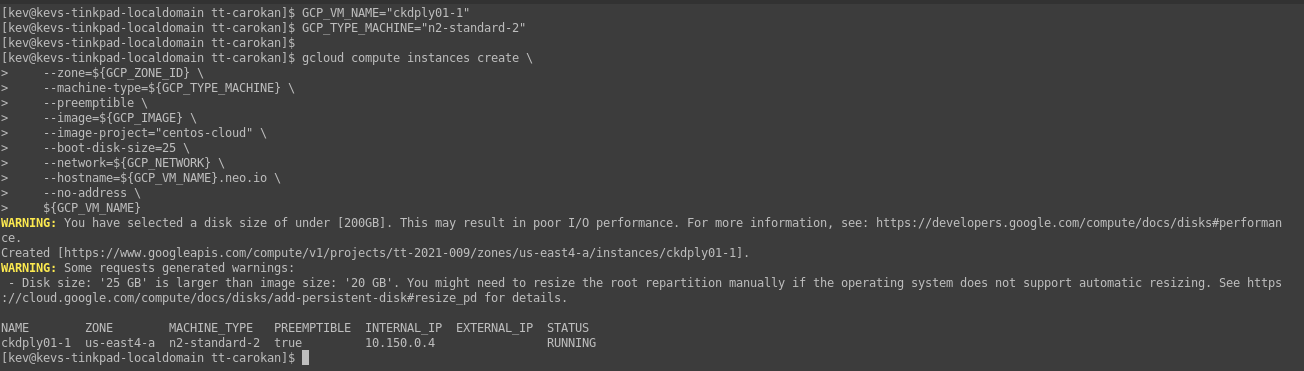 [kev@kevs-tinkpad-localdomain tt-carokan]$ GCP_VM_NAME="ckdply01-1"
[kev@kevs-tinkpad-localdomain tt-carokan]$ GCP_TYPE_MACHINE="n2-standard-2"
[kev@kevs-tinkpad-localdomain tt-carokan]$
[kev@kevs-tinkpad-localdomain tt-carokan]$ gcloud compute instances create \
>     --zone=${GCP_ZONE_ID} \
>     --machine-type=${GCP_TYPE_MACHINE} \
>     --preemptible \
>     --image=${GCP_IMAGE} \
>     --image-project="centos-cloud" \
>     --boot-disk-size=25 \
>     --network=${GCP_NETWORK} \
>     --hostname=${GCP_VM_NAME}.neo.io \
>     --no-address \
>     ${GCP_VM_NAME}
WARNING: You have selected a disk size of under [200GB]. This may result in poor I/O performance. For more information, see: https://developers.google.com/compute/docs/disks#performan
ce.
Created [https://www.googleapis.com/compute/v1/projects/tt-2021-009/zones/us-east4-a/instances/ckdply01-1].
WARNING: Some requests generated warnings:
 - Disk size: '25 GB' is larger than image size: '20 GB'. You might need to resize the root repartition manually if the operating system does not support automatic resizing. See https
://cloud.google.com/compute/docs/disks/add-persistent-disk#resize_pd for details.

NAME        ZONE        MACHINE_TYPE   PREEMPTIBLE  INTERNAL_IP  EXTERNAL_IP  STATUS
ckdply01-1  us-east4-a  n2-standard-2  true         10.150.0.4                RUNNING
[kev@kevs-tinkpad-localdomain tt-carokan]$